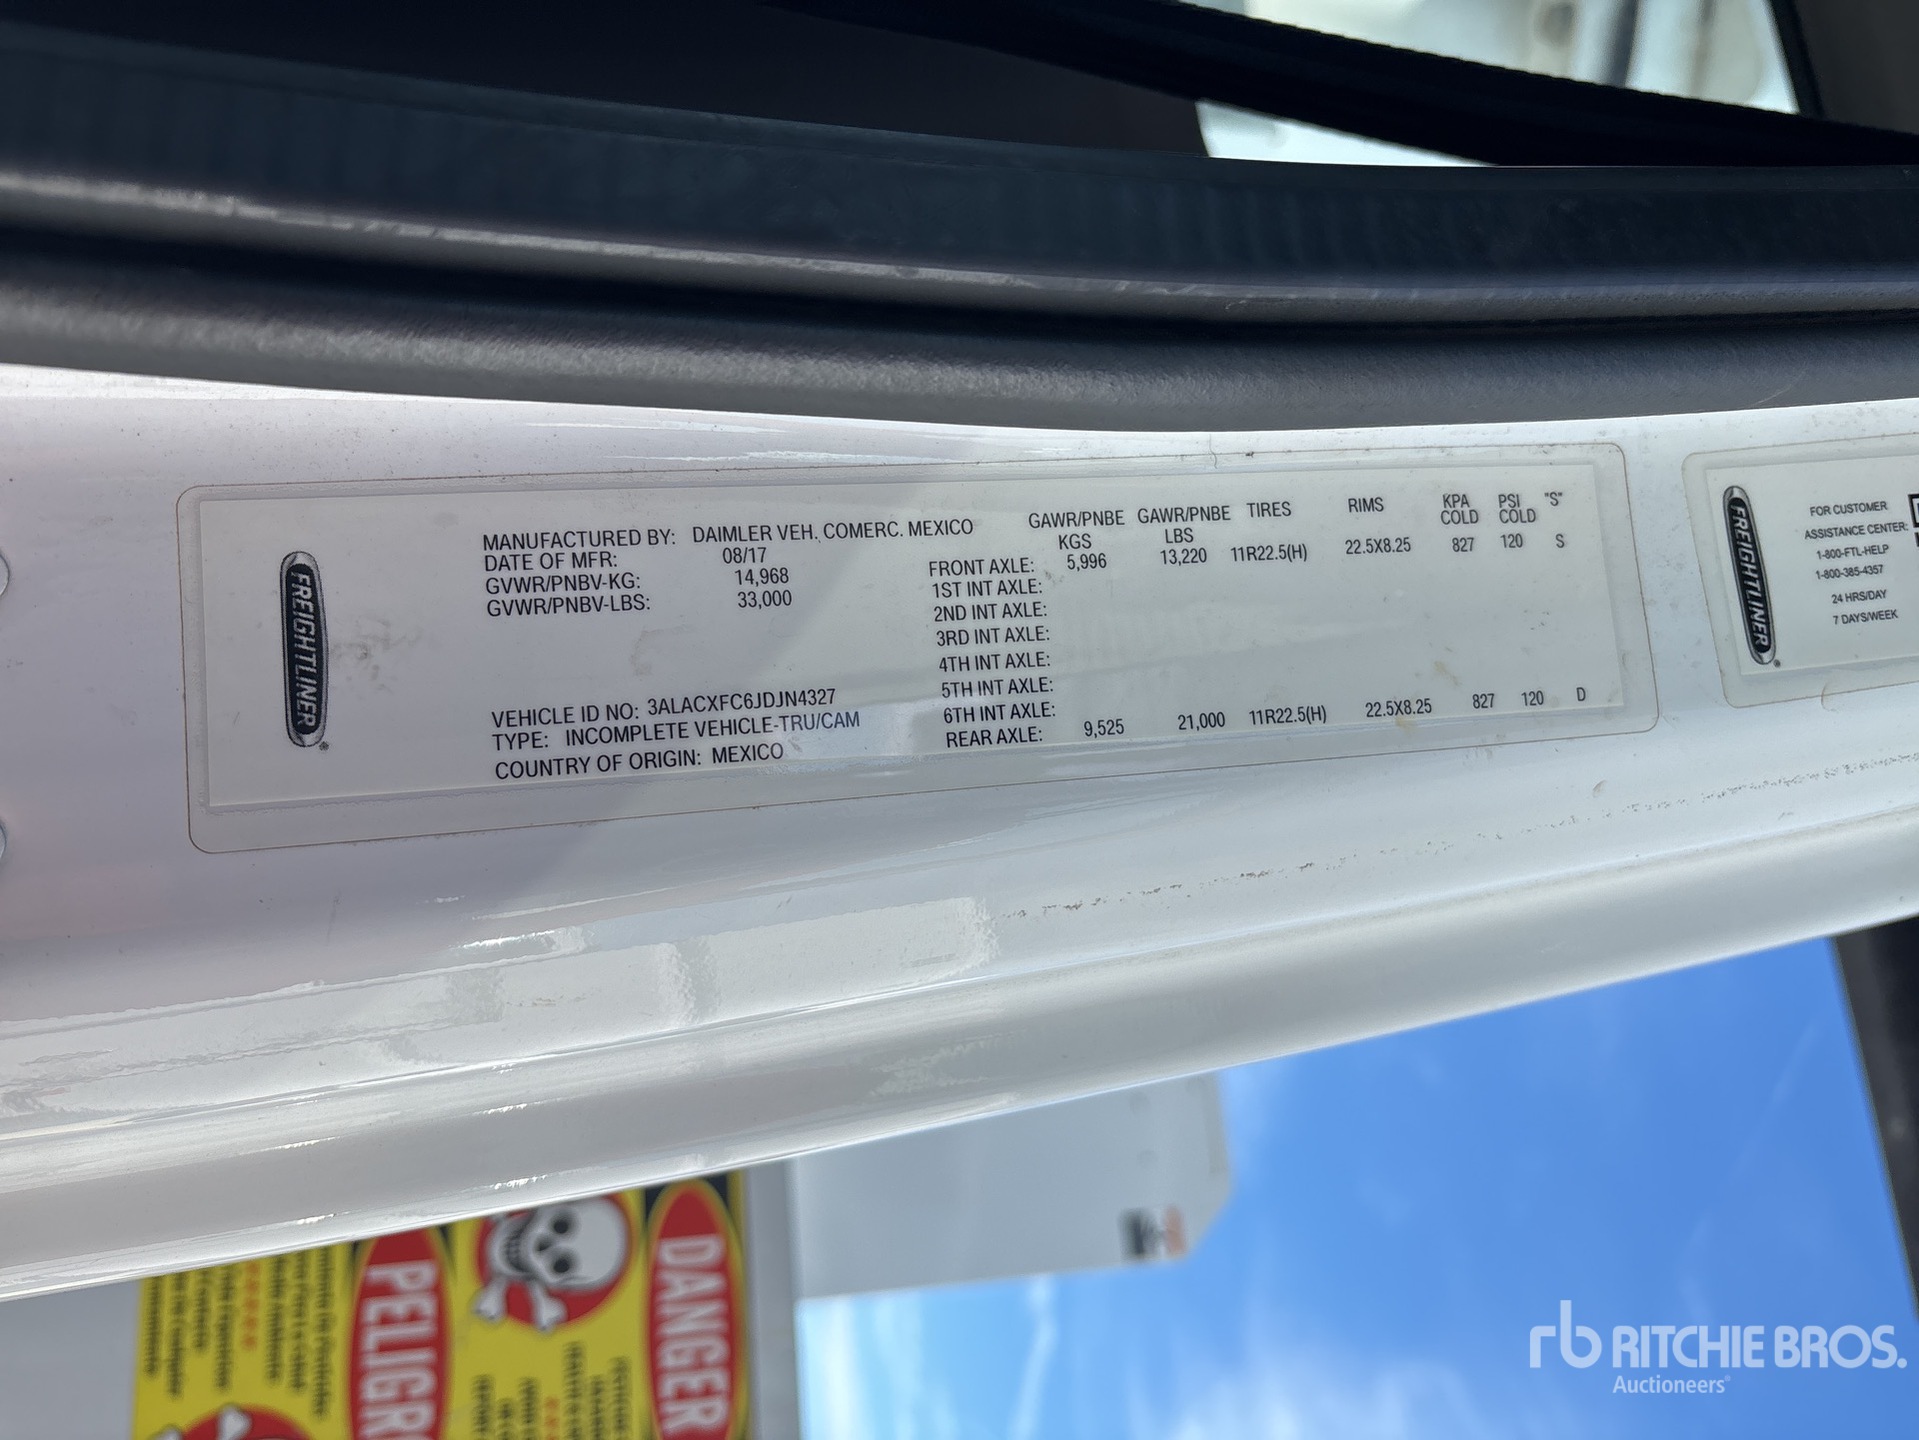 FREIGHTLINER
MANUFACTURED BY: DAIMLER VEH. COMERC. MEXICO
DATE OF MFR: 08/17
GVWR/PNBV-KG: 14,968
GVWR/PNBV-LBS: 33,000
VEHICLE ID NO: 3ALACXFC6JDJN4327
TYPE: INCOMPLETE VEHICLE-TRU/CAM
COUNTRY OF ORIGIN: MEXICO
GAWR/PNBE KGS GAWR/PNBE LBS TIRES RIMS KPA COLD PSI COLD "S"
FRONT AXLE: 5,996 13,220 11R22.5(H) 22.5X8.25 827 120 S
1ST INT AXLE:
2ND INT AXLE:
3RD INT AXLE:
4TH INT AXLE:
5TH INT AXLE:
6TH INT AXLE:
REAR AXLE: 9,525 21,000 11R22.5(H) 22.5X8.25 827 120 D
FREIGHTLINER
FOR CUSTOMER
ASSISTANCE CENTER:
1-800-FTL-HELP
1-800-385-4357
24 HRS/DAY
7 DAYS/WEEK
DANGER
PELIGR
rb RITCHIE BROS.
Auctioneers